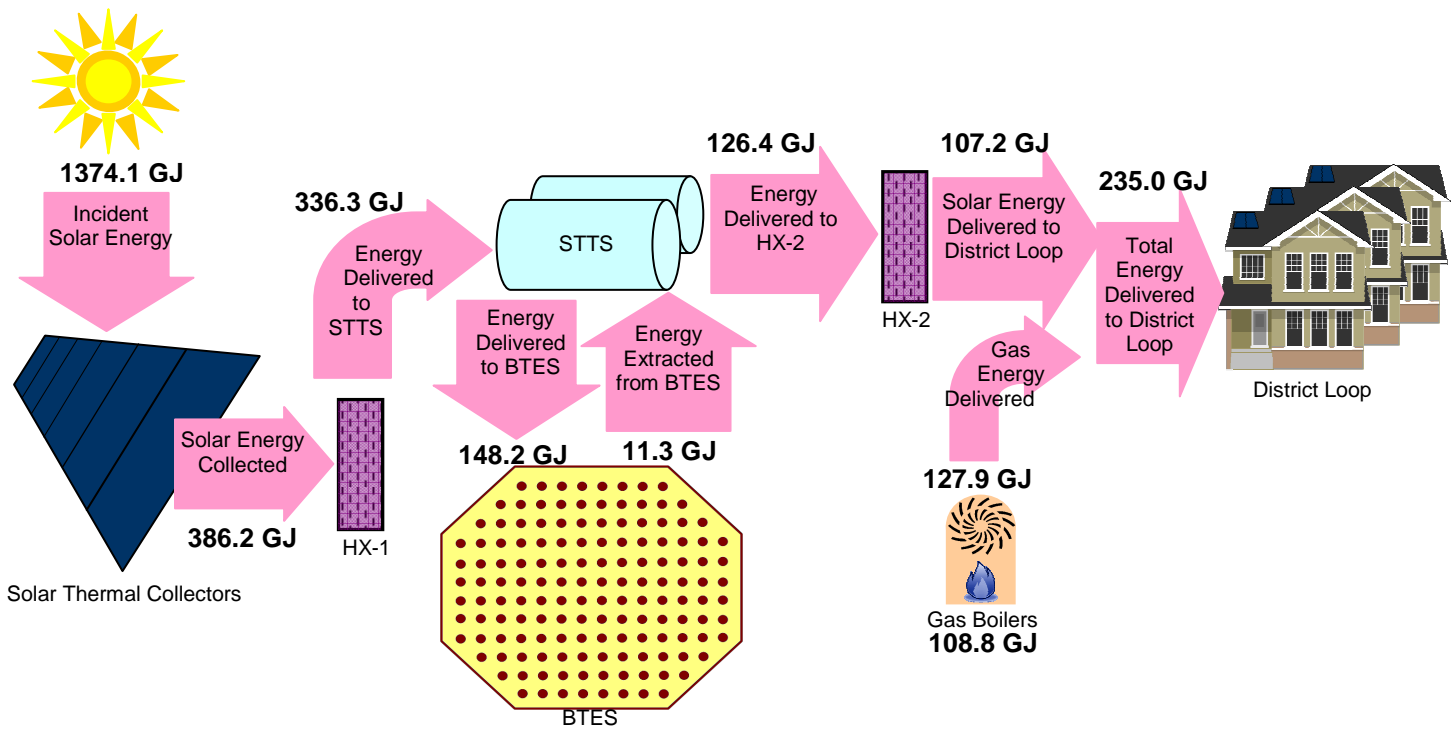 1374.1 GJ
Incident
Solar Energy
Solar Thermal Collectors
Solar Energy
Collected
386.2 GJ
HX-1
336.3 GJ
Energy
Delivered
to
STTS
STTS
Energy
Delivered
to BTES
148.2 GJ
Energy
Extracted
from BTES
11.3 GJ
BTES
126.4 GJ
Energy
Delivered to
HX-2
HX-2
107.2 GJ
Solar Energy
Delivered to
District Loop
Gas
Energy
Delivered
127.9 GJ
Gas Boilers
108.8 GJ
235.0 GJ
Total
Energy
Delivered
to District
Loop
District Loop